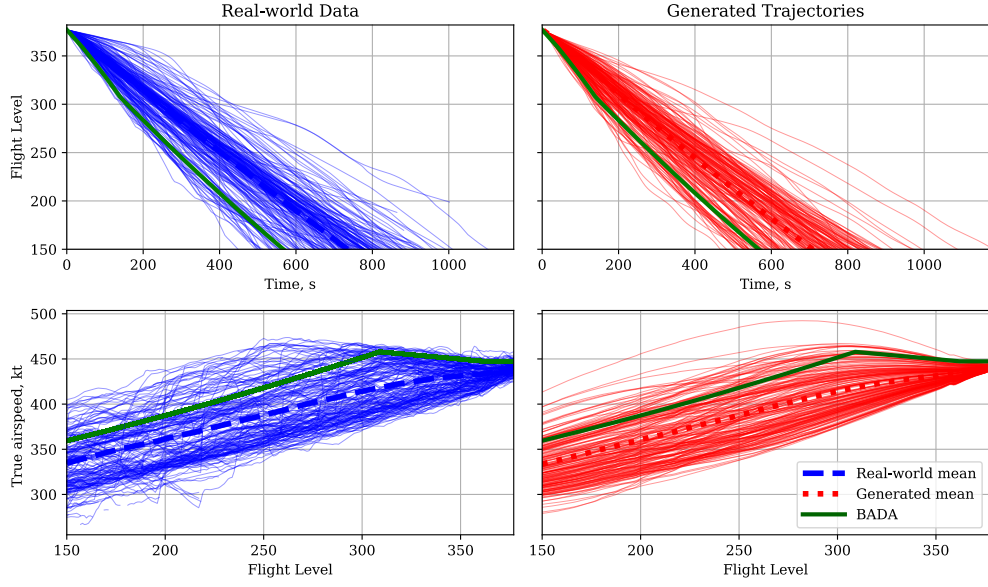 Real-world Data
Generated Trajectories
Flight Level
350
300
250
200
150
0 200 400 600 800 1000
Time, s
0 200 400 600 800 1000
Time, s
True airspeed, kt
500
450
400
350
300
150 200 250 300 350
Flight Level
150 200 250 300 350
Flight Level
Real-world mean
Generated mean
BADA